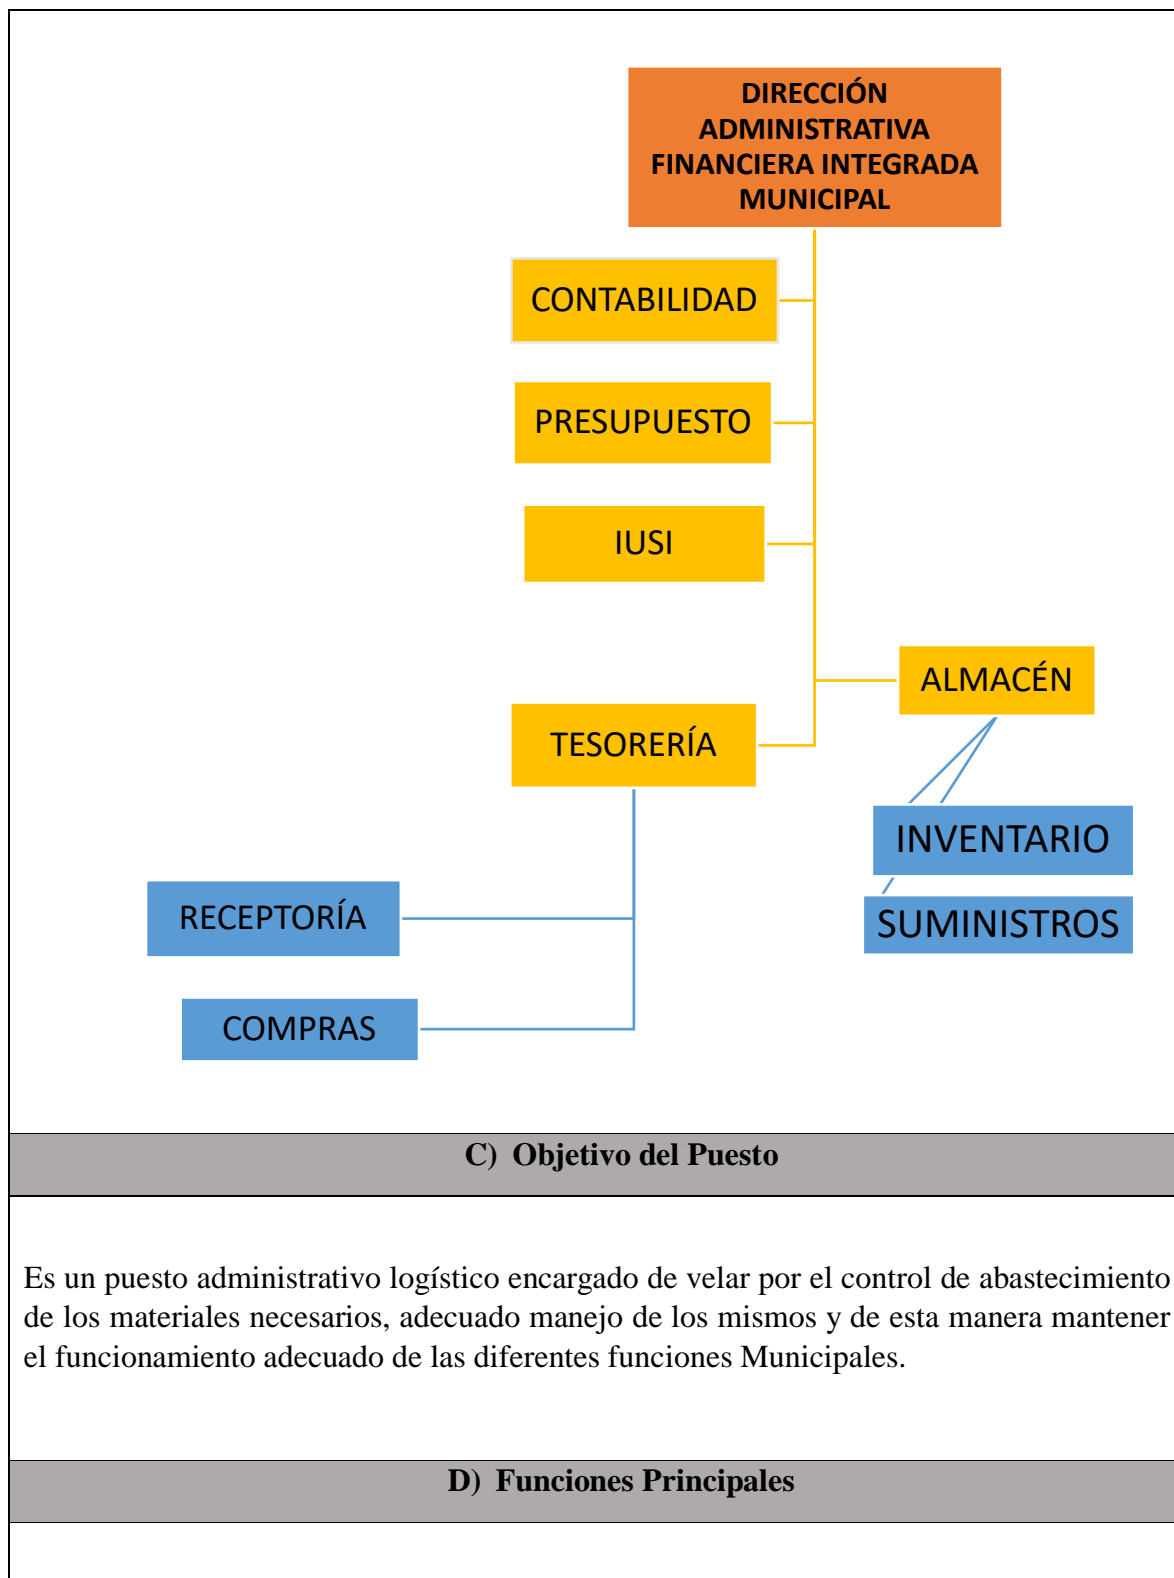 DIRECCIÓN
ADMINISTRATIVA
FINANCIERA INTEGRADA
MUNICIPAL
CONTABILIDAD
PRESUPUESTO
IUSI
ALMACÉN
TESORERÍA
INVENTARIO
RECEPTORÍA
SUMINISTROS
COMPRAS
C) Objetivo del Puesto
Es un puesto administrativo logístico encargado de velar por el control de abastecimiento
de los materiales necesarios, adecuado manejo de los mismos y de esta manera mantener
el funcionamiento adecuado de las diferentes funciones Municipales.
D) Funciones Principales